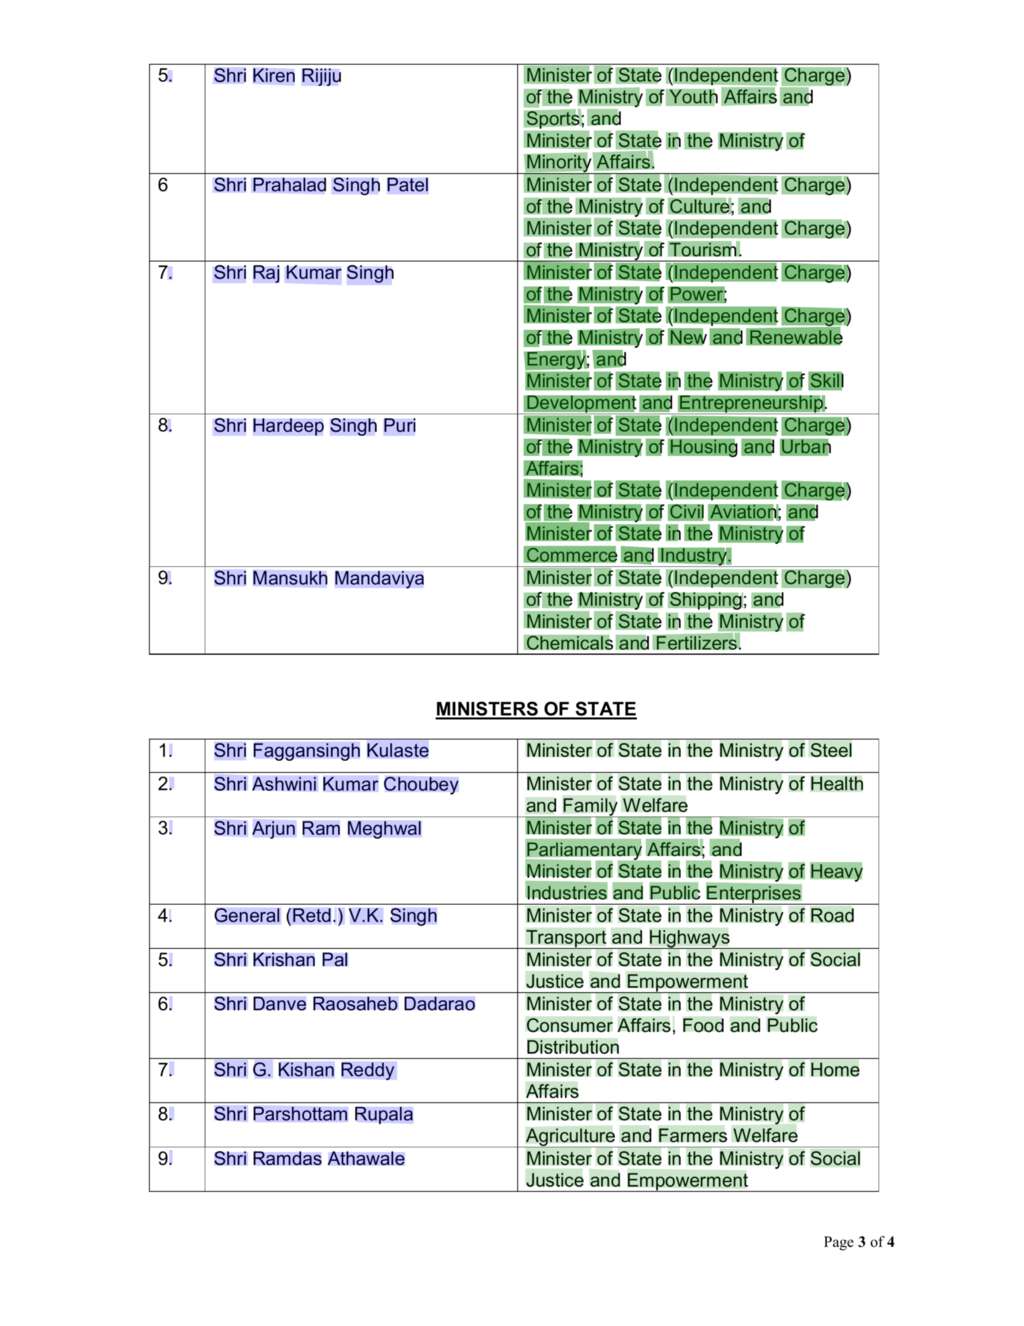 5. Shri Kiren Rijiju Minister of State (Independent Charge)
of the Ministry of Youth Affairs and
Sports; and
Minister of State in the Ministry of
Minority Affairs.
6 Shri Prahalad Singh Patel Minister of State (Independent Charge)
of the Ministry of Culture; and
Minister of State (Independent Charge)
of the Ministry of Tourism.
7. Shri Raj Kumar Singh Minister of State (Independent Charge)
of the Ministry of Power;
Minister of State (Independent Charge)
of the Ministry of New and Renewable
Energy; and
Minister of State in the Ministry of Skill
Development and Entrepreneurship.
8. Shri Hardeep Singh Puri Minister of State (Independent Charge)
of the Ministry of Housing and Urban
Affairs;
Minister of State (Independent Charge)
of the Ministry of Civil Aviation; and
Minister of State in the Ministry of
Commerce and Industry.
9. Shri Mansukh Mandaviya Minister of State (Independent Charge)
of the Ministry of Shipping; and
Minister of State in the Ministry of
Chemicals and Fertilizers.
MINISTERS OF STATE
1. Shri Faggansingh Kulaste Minister of State in the Ministry of Steel
2. Shri Ashwini Kumar Choubey Minister of State in the Ministry of Health
and Family Welfare
3. Shri Arjun Ram Meghwal Minister of State in the Ministry of
Parliamentary Affairs; and
Minister of State in the Ministry of Heavy
Industries and Public Enterprises
4. General (Retd.) V.K. Singh Minister of State in the Ministry of Road
Transport and Highways
5. Shri Krishan Pal Minister of State in the Ministry of Social
Justice and Empowerment
6. Shri Danve Raosaheb Dadarao Minister of State in the Ministry of
Consumer Affairs, Food and Public
Distribution
7. Shri G. Kishan Reddy Minister of State in the Ministry of Home
Affairs
8. Shri Parshottam Rupala Minister of State in the Ministry of
Agriculture and Farmers Welfare
9. Shri Ramdas Athawale Minister of State in the Ministry of Social
Justice and Empowerment
Page 3 of 4